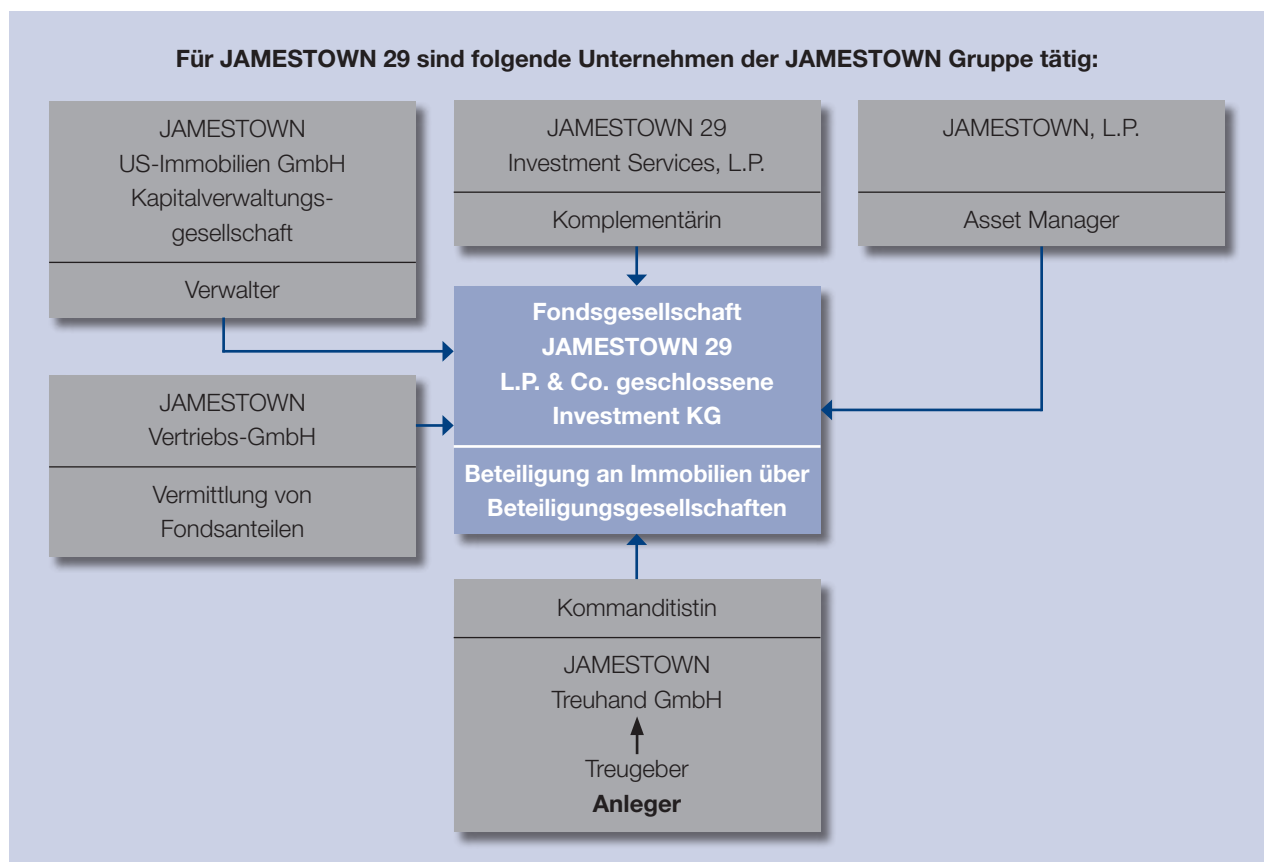 Für JAMESTOWN 29 sind folgende Unternehmen der JAMESTOWN Gruppe tätig:
JAMESTOWN
US-Immobilien GmbH
Kapitalverwaltungs-
gesellschaft
Verwalter
JAMESTOWN 29
Investment Services, L.P.
Komplementärin
JAMESTOWN, L.P.
Asset Manager
Fondsgesellschaft
JAMESTOWN 29
L.P. & Co. geschlossene
Investment KG
Beteiligung an Immobilien über
Beteiligungsgesellschaften
JAMESTOWN
Vertriebs-GmbH
Vermittlung von
Fondsanteilen
Kommanditistin
JAMESTOWN
Treuhand GmbH
Treugeber
Anleger